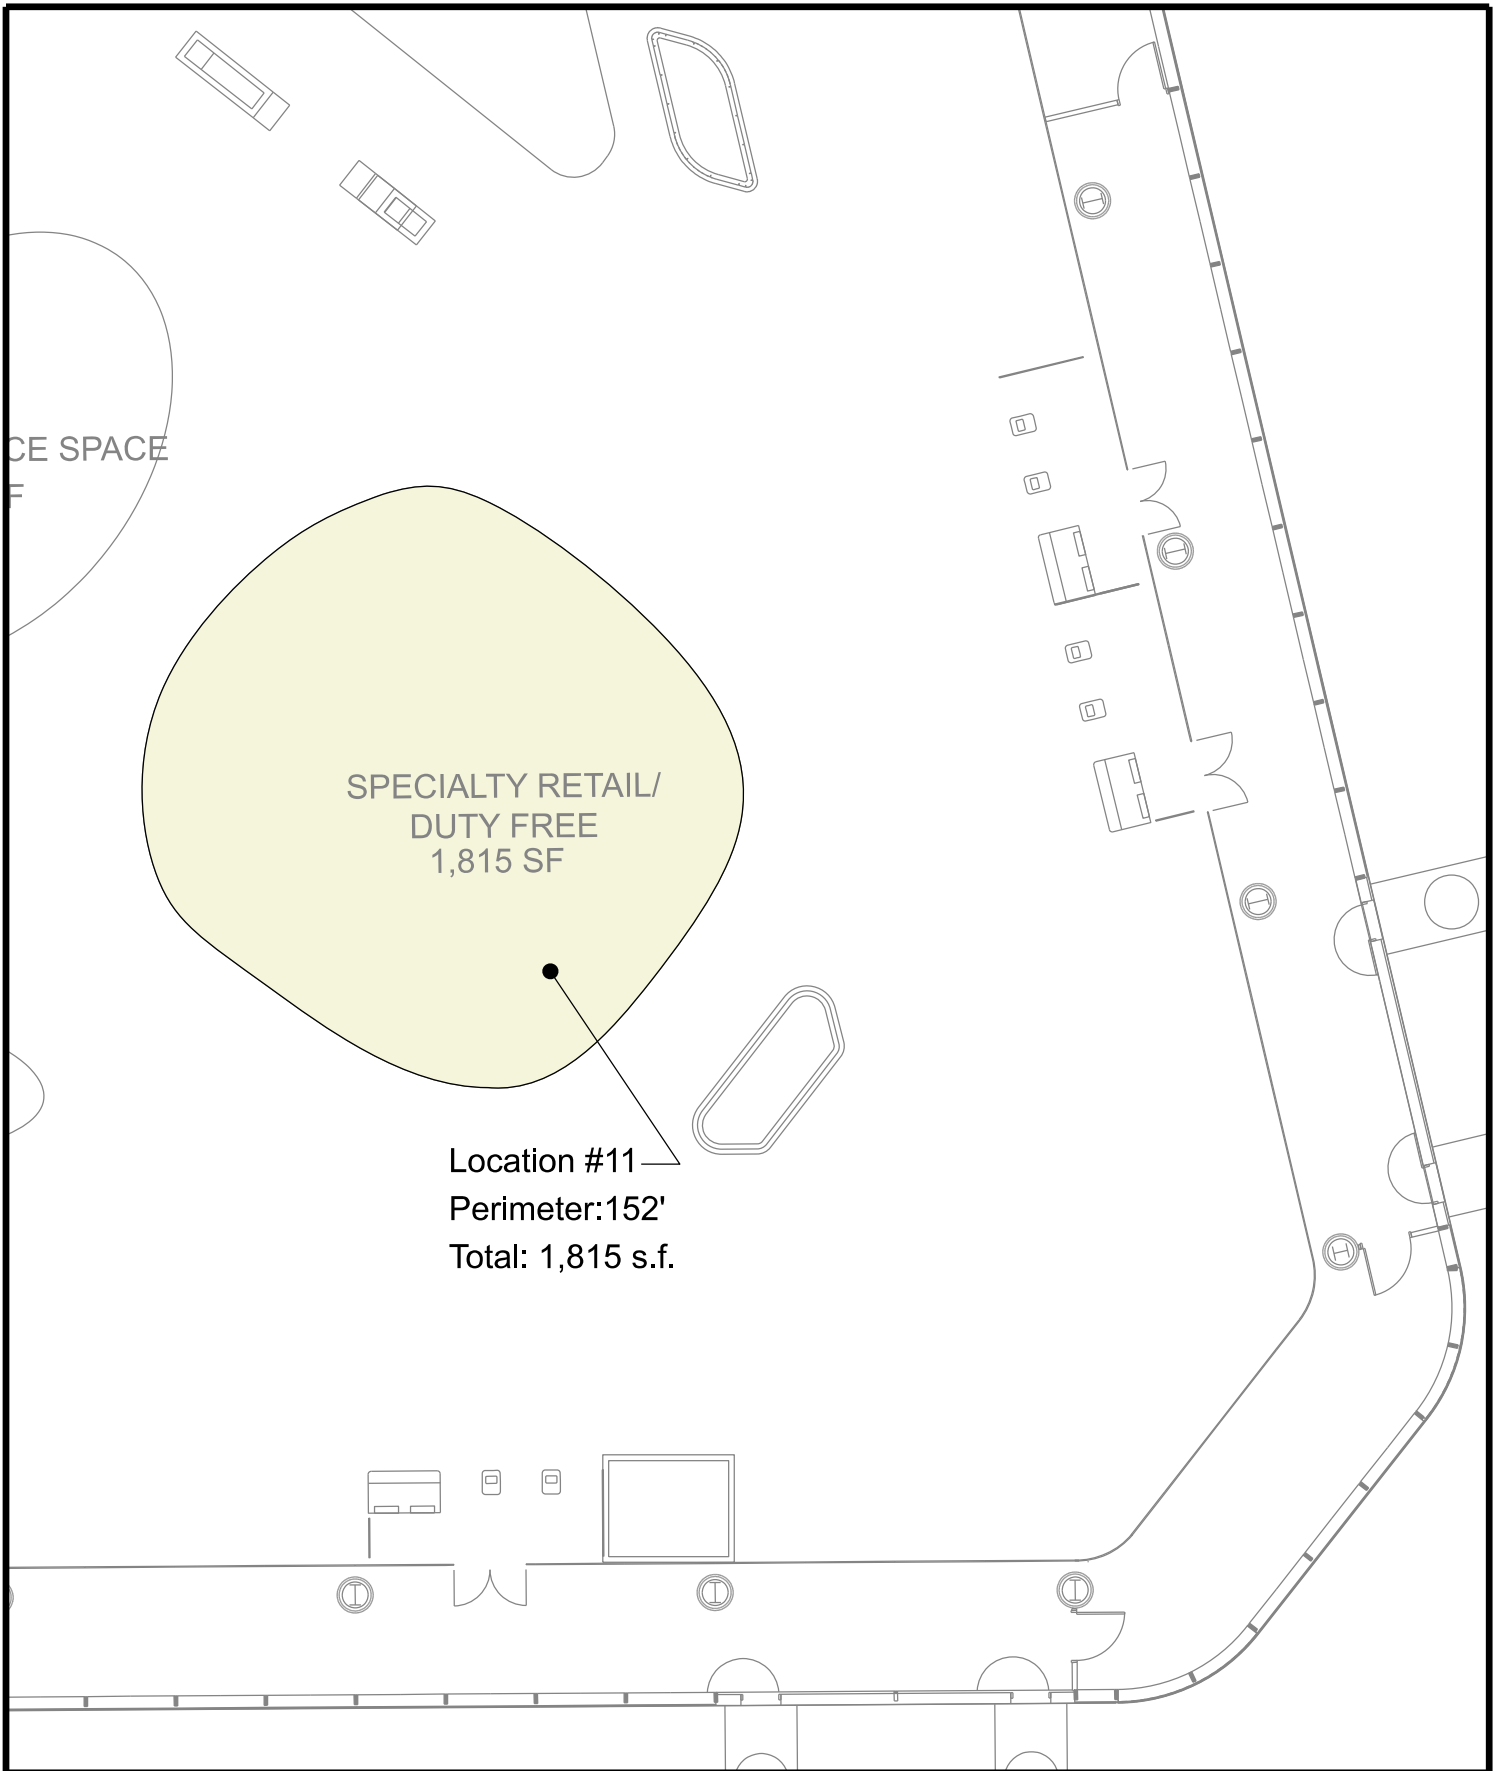 CE SPACE
F
SPECIALTY RETAIL/
DUTY FREE
1,815 SF
Location #11
Perimeter:152'
Total: 1,815 s.f.